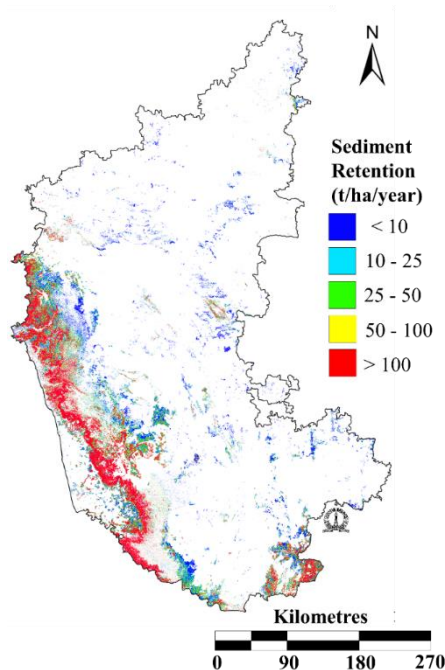 N
Sediment
Retention
(t/ha/year)
< 10
10 - 25
25 - 50
50 - 100
> 100
Kilometres
0 90 180 270